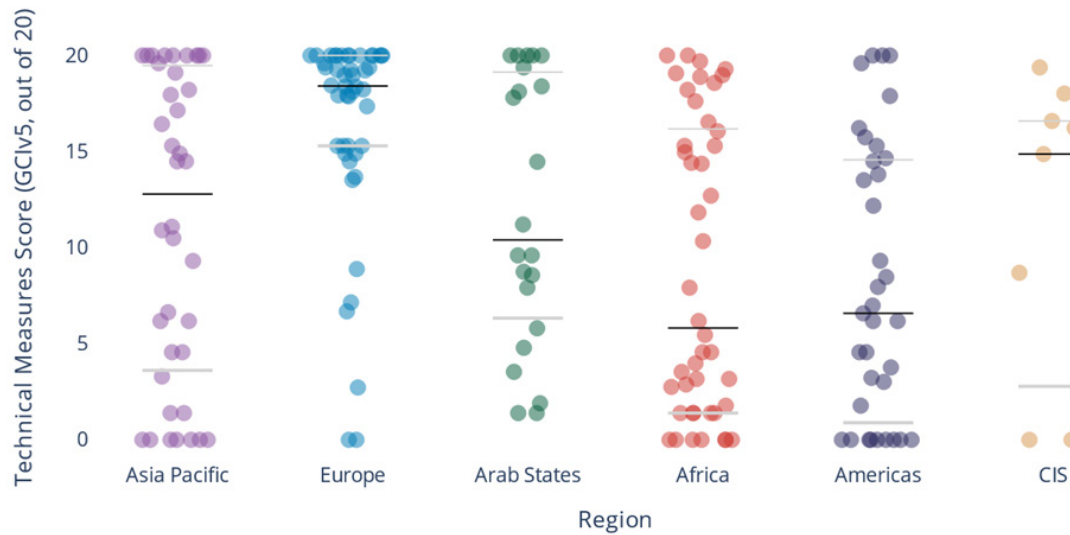 Technical Measures Score (GCIv5, out of 20)
20
15
10
5
0
Asia Pacific Europe Arab States Africa Americas CIS
Region